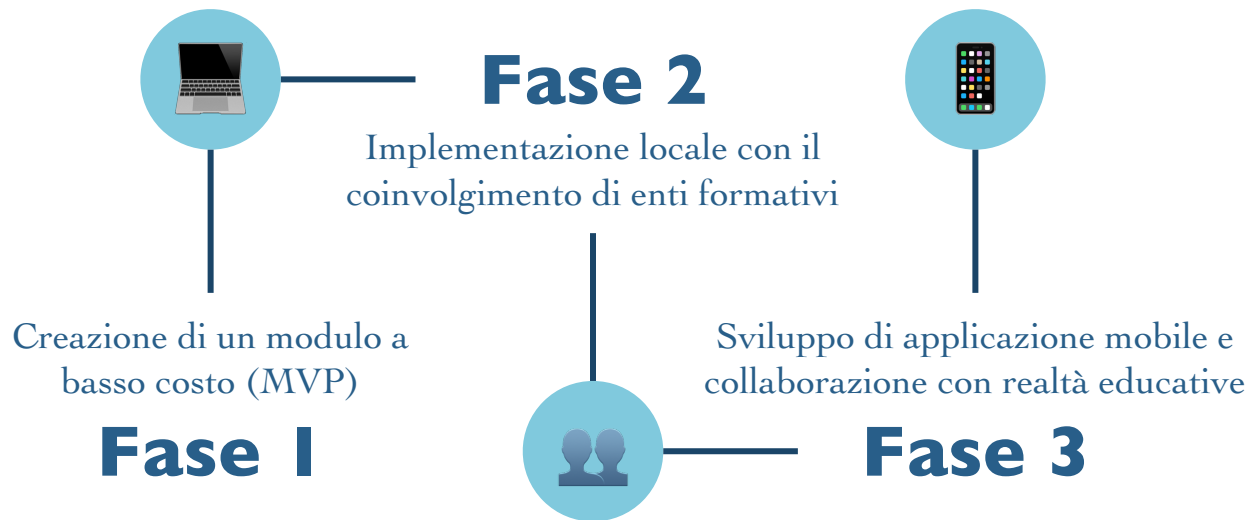 Creazione di un modulo a
basso costo (MVP)
Fase 1
Fase 2
Implementazione locale con il
coinvolgimento di enti formativi
Sviluppo di applicazione mobile e
collaborazione con realtà educative
Fase 3